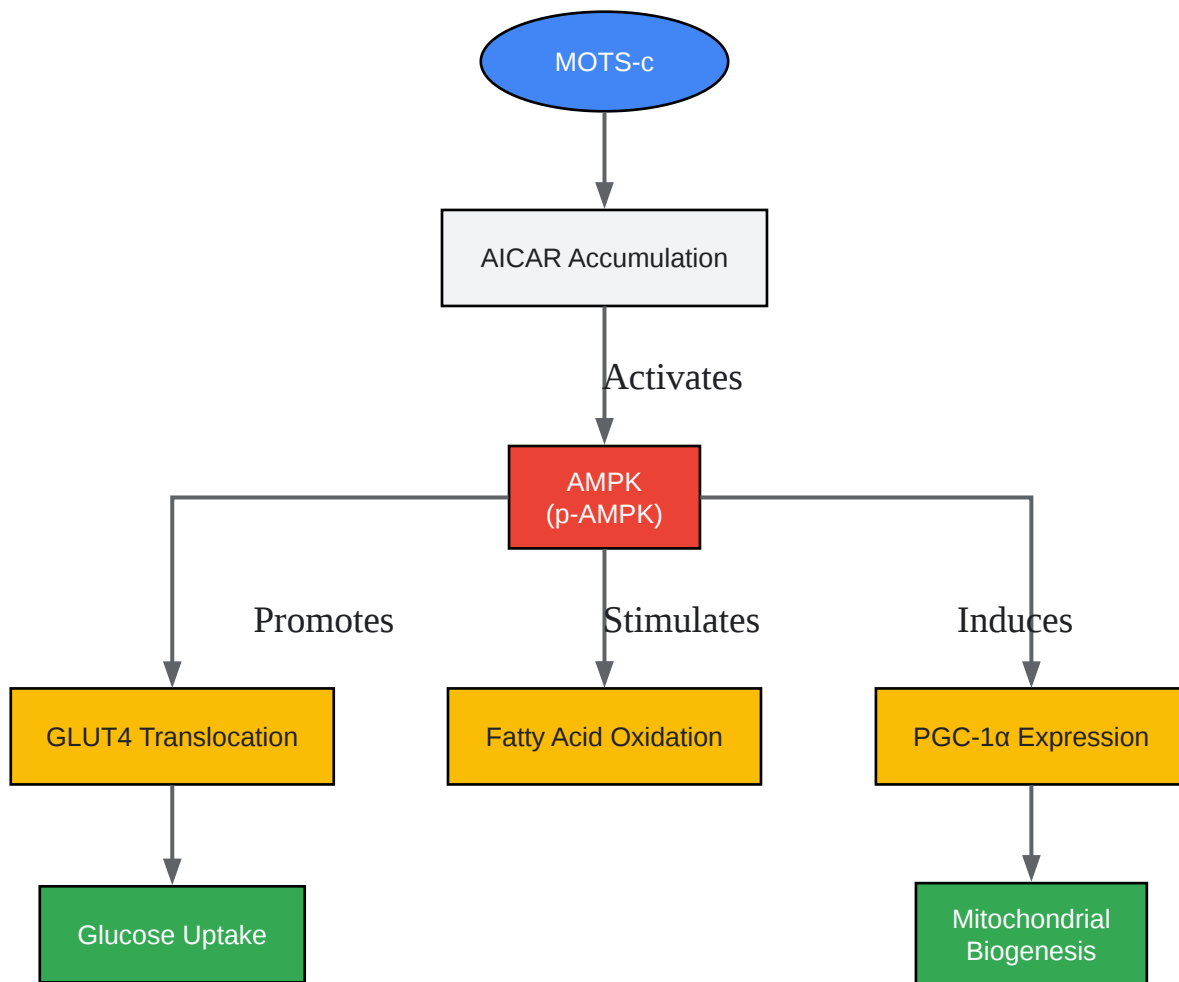 MOTS-c
AICAR Accumulation
Activates
AMPK
(p-AMPK)
Promotes
Stimulates
Induces
GLUT4 Translocation
Fatty Acid Oxidation
PGC-1α Expression
Glucose Uptake
Mitochondrial
Biogenesis